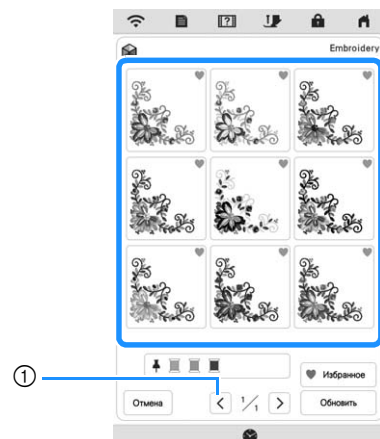 Embroidery
①
Избранное
Отмена
1/1
Обновить